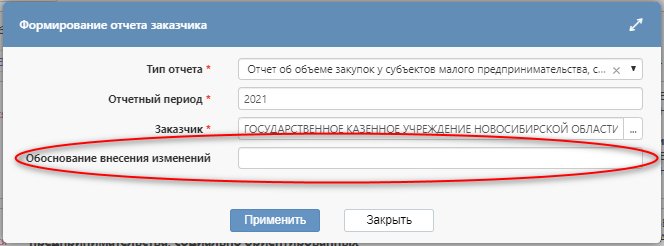 Формирование отчета заказчика
Тип отчета * Отчет об объеме закупок у субъектов малого предпринимательства, с... × ▼
Отчетный период * 2021
Заказчик * ГОСУДАРСТВЕННОЕ КАЗЕННОЕ УЧРЕЖДЕНИЕ НОВОСИБИРСКОЙ ОБЛАСТИ ...
Обоснование внесения изменений
Применить Закрыть
предпринимательства, социально ориентированных